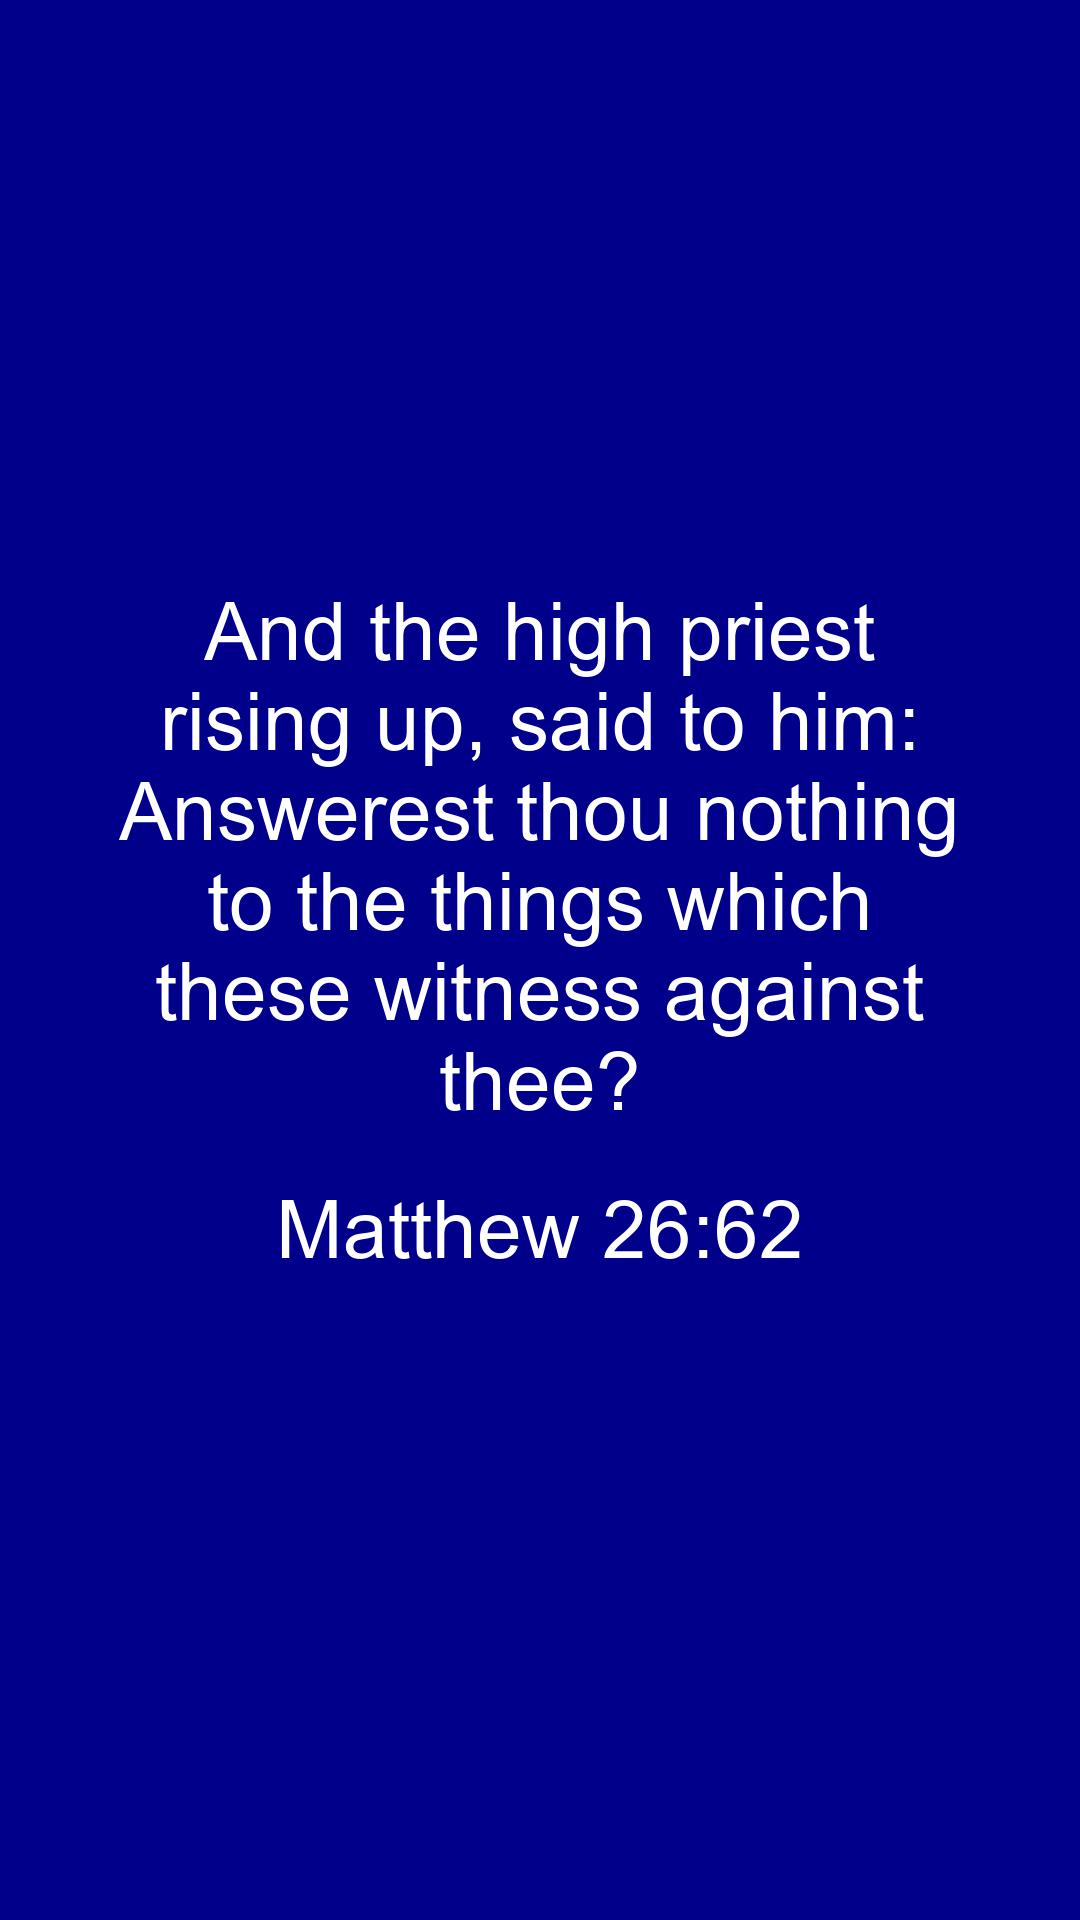 And the high priest
rising up, said to him:
Answerest thou nothing
to the things which
these witness against
thee?
Matthew 26:62